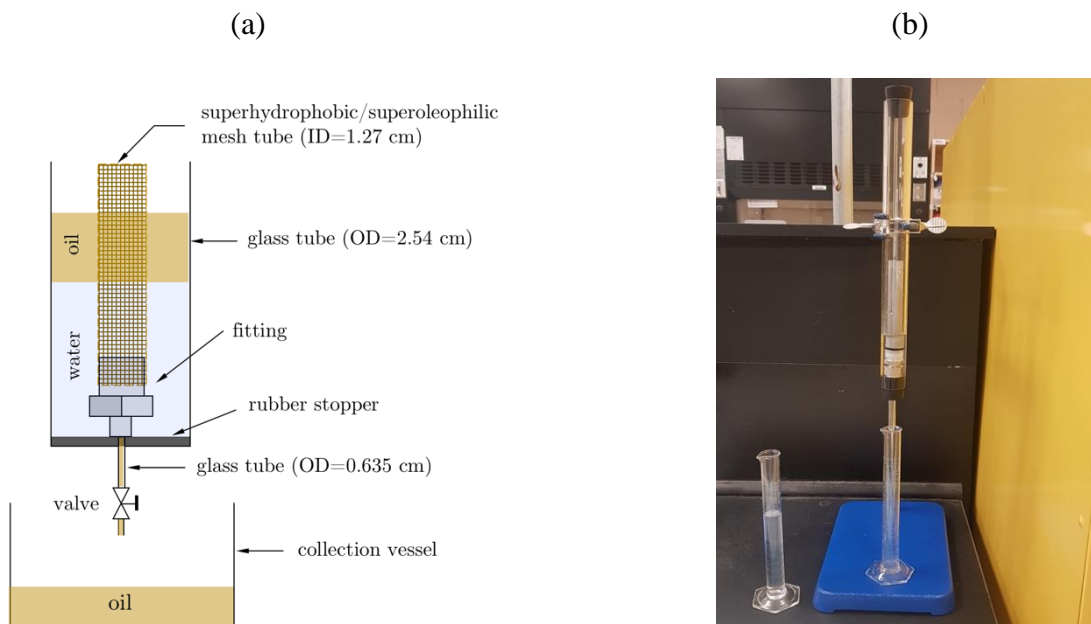 (a)
(b)
superhydrophobic/superoleophilic
mesh tube (ID=1.27 cm)
oil
glass tube (OD=2.54 cm)
water
fitting
rubber stopper
glass tube (OD=0.635 cm)
valve
collection vessel
oil